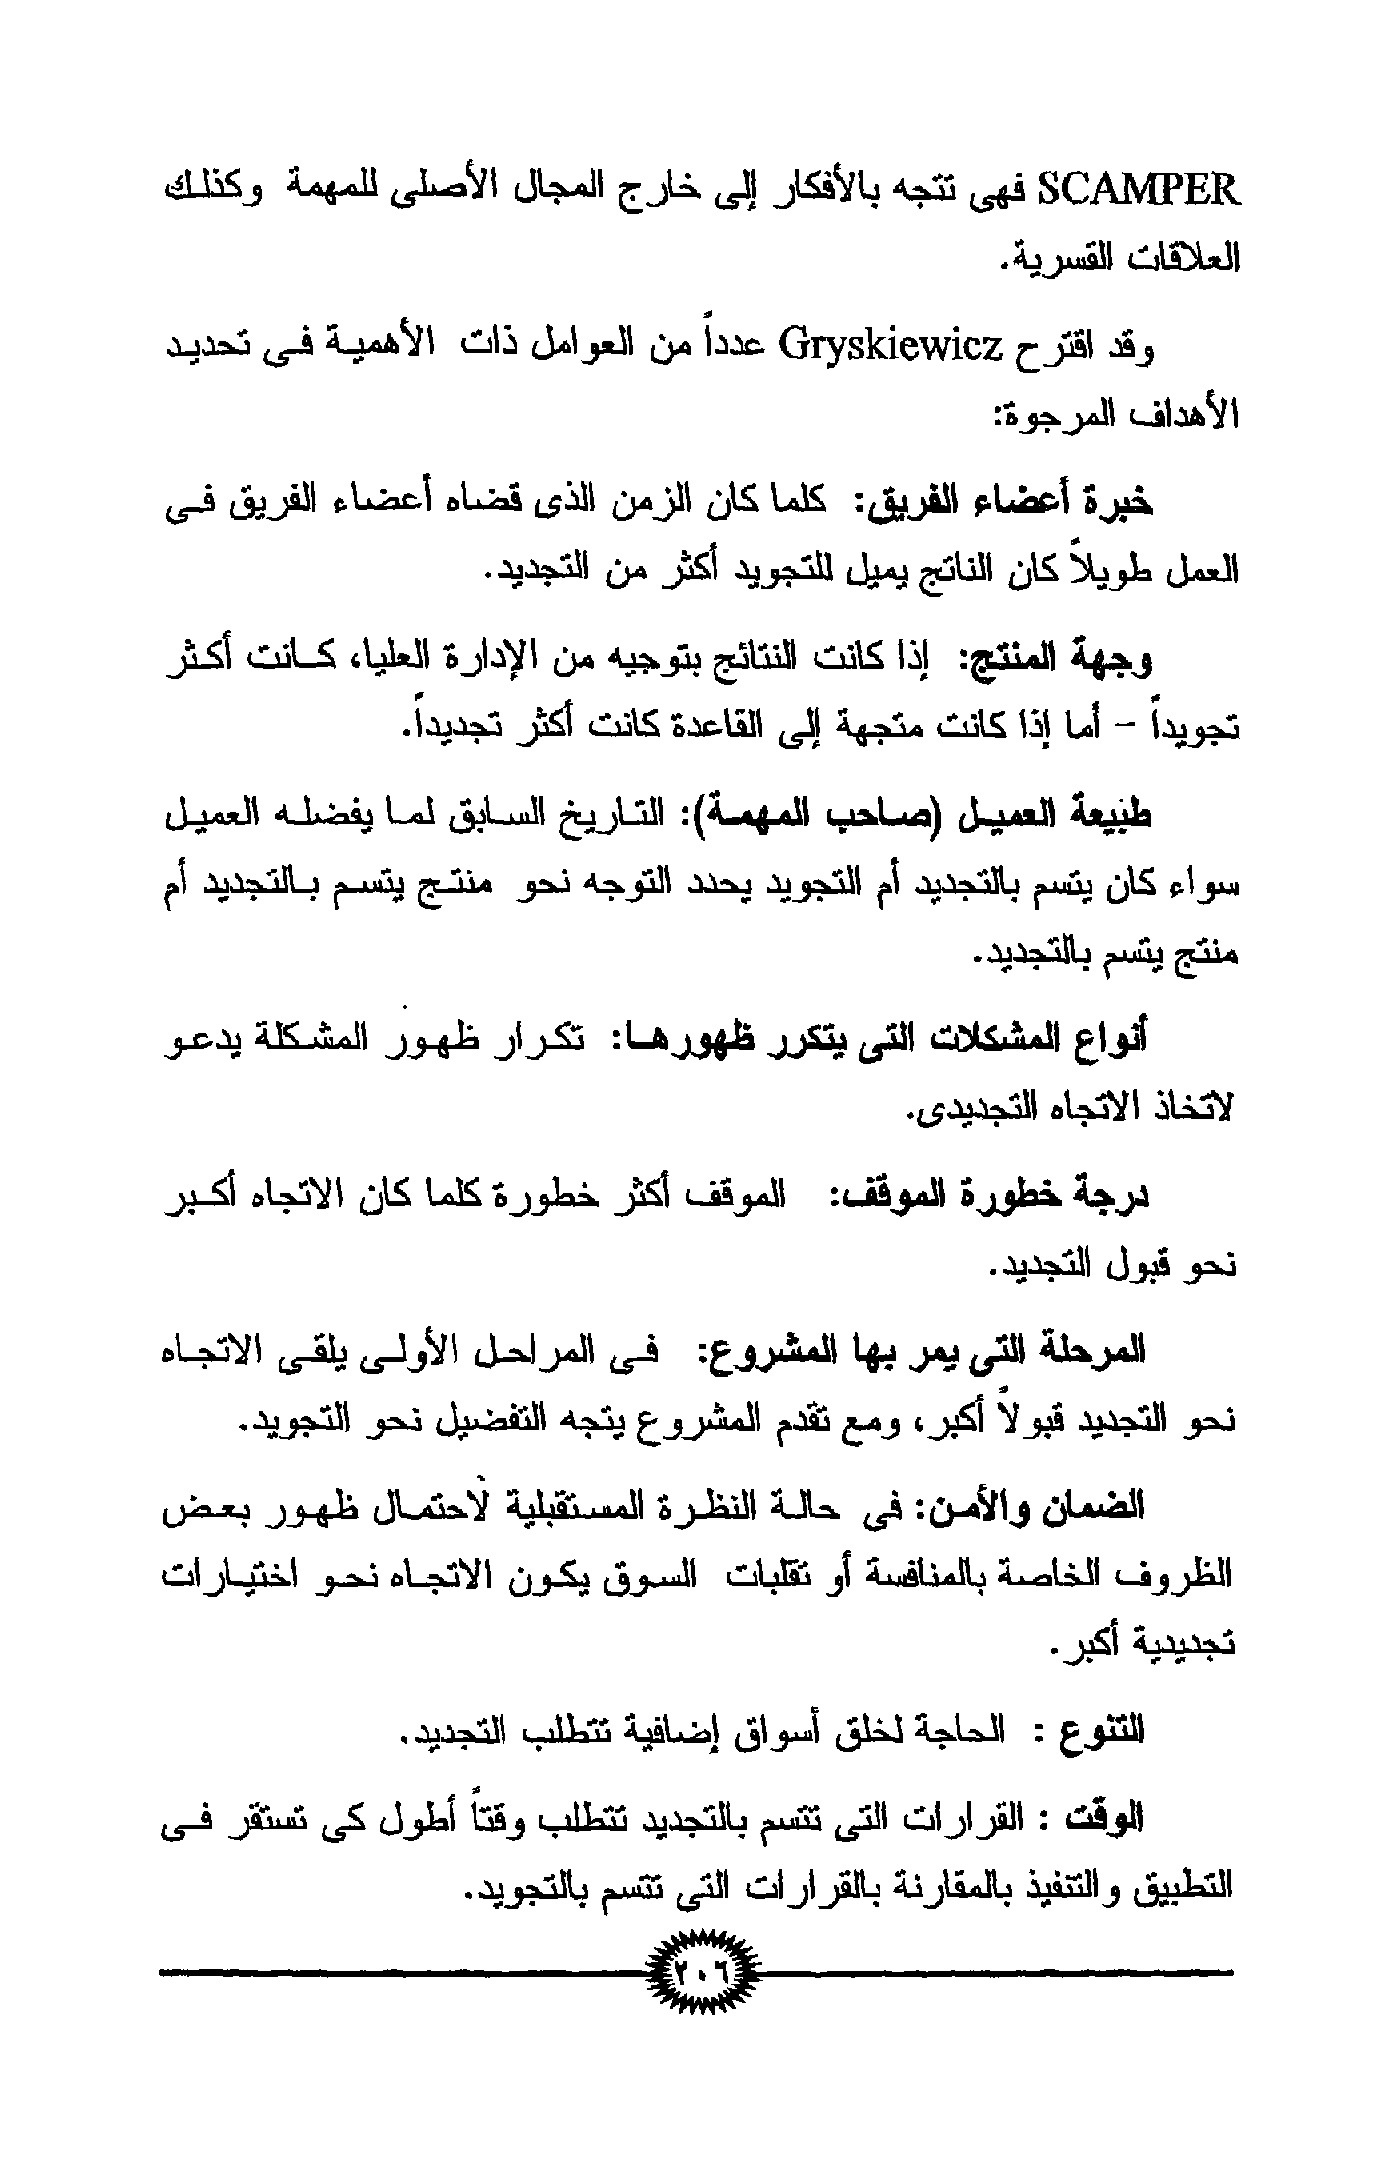 SCAMPER فهى تتجه بالأفكار إلى خارج المجال الأصلى للمهمة وكذلك
العلاقات القسرية.
وقد اقترح Gryskiewicz عدداً من العوامل ذات الأهمية فى تحديد
الأهداف المرجوة:
خبرة أعضاء الفريق: كلما كان الزمن الذى قضاه أعضاء الفريق فى
العمل طويلاً كان الناتج يميل للتجويد أكثر من التجديد.
وجهة المنتج: إذا كانت النتائج بتوجيه من الإدارة العليا، كانت أكثر
تجويداً - أما إذا كانت متجهة إلى القاعدة كانت أكثر تجديداً.
طبيعة العميل (صاحب المهمة): التاريخ السابق لما يفضله العميل
سواء كان يتسم بالتجديد أم التجويد يحدد التوجه نحو منتج يتسم بالتجديد أم
منتج يتسم بالتجديد.
أنواع المشكلات التى يتكرر ظهورها: تكرار ظهور المشكلة يدعو
لاتخاذ الاتجاه التجديدى.
درجة خطورة الموقف: الموقف أكثر خطورة كلما كان الاتجاه أكبر
نحو قبول التجديد.
المرحلة التى يمر بها المشروع: فى المراحل الأولى يلقى الاتجاه
نحو التجديد قبولاً أكبر، ومع تقدم المشروع يتجه التفضيل نحو التجويد.
الضمان والأمن: فى حالة النظرة المستقبلية لاحتمال ظهور بعض
الظروف الخاصة بالمنافسة أو تقلبات السوق يكون الاتجاه نحو اختيارات
تجديدية أكبر.
التنوع : الحاجة لخلق أسواق إضافية تتطلب التجديد.
الوقت : القرارات التى تتسم بالتجديد تتطلب وقتاً أطول كى تستقر فى
التطبيق والتنفيذ بالمقارنة بالقرارات التى تتسم بالتجويد.
٢٠٦